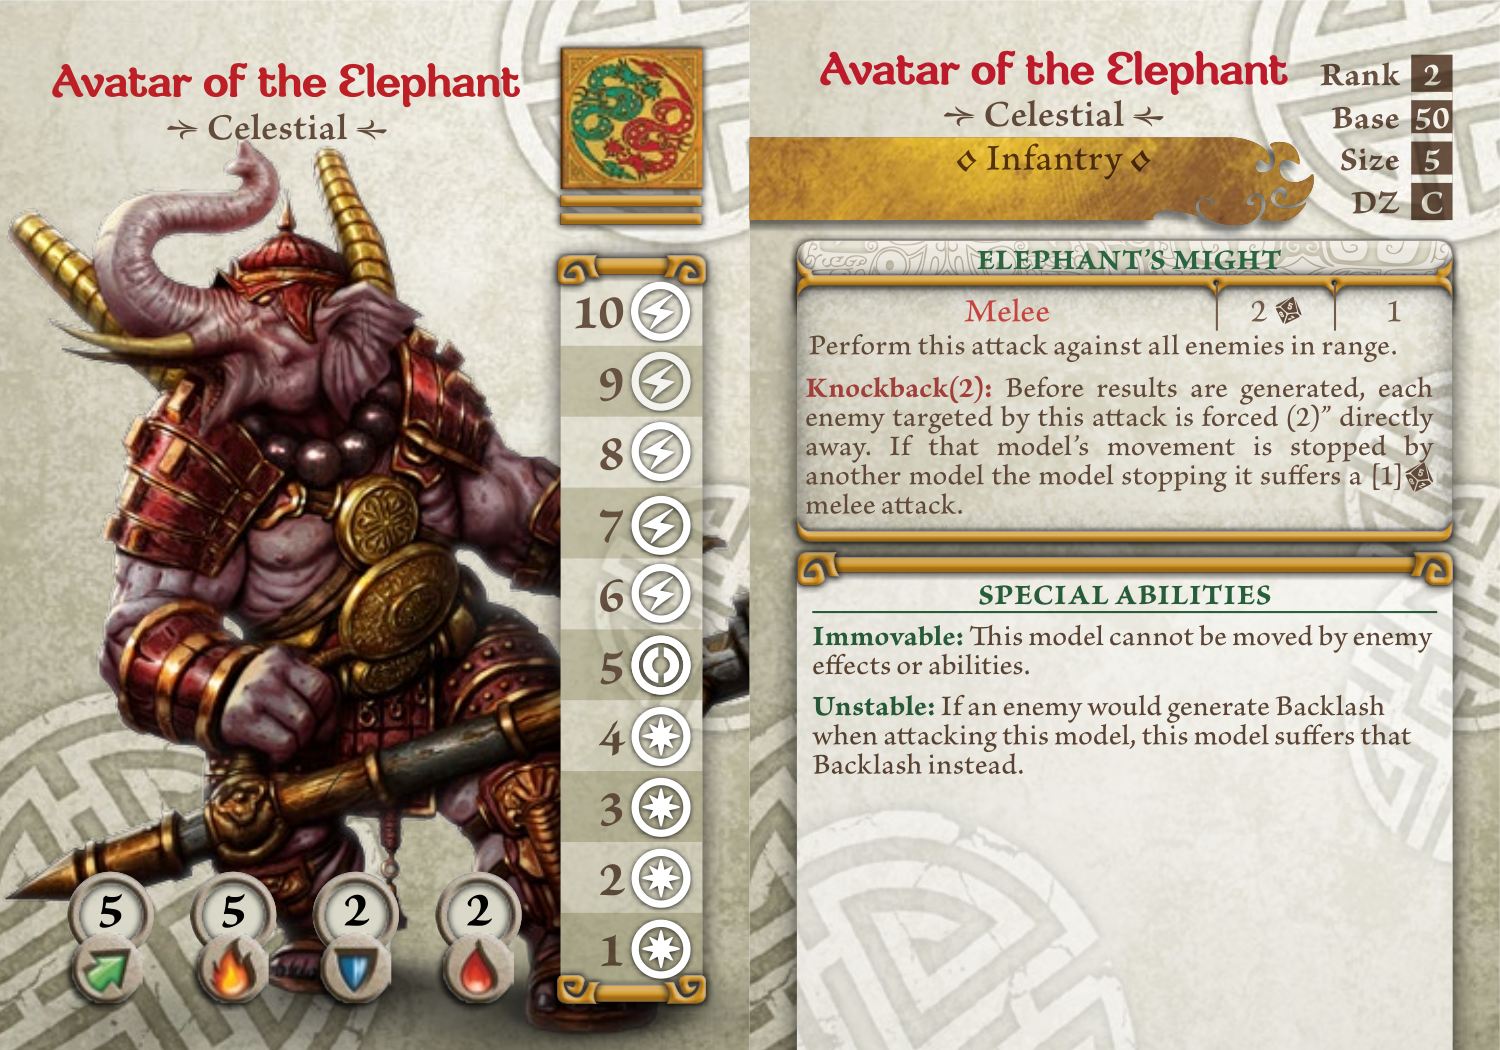 Avatar of the Elephant
Celestial
10
9
8
7
6
5
4
3
2
1
5 5 2 2
Avatar of the Elephant
Celestial
Infantry
Rank 2
Base 50
Size 5
DZ C
ELEPHANT'S MIGHT
Melee 2 1
Perform this attack against all enemies in range.
Knockback(2): Before results are generated, each
enemy targeted by this attack is forced (2)” directly
away. If that model's movement is stopped by
another model the model stopping it suffers a [1]
melee attack.
SPECIAL ABILITIES
Immovable: This model cannot be moved by enemy
effects or abilities.
Unstable: If an enemy would generate Backlash
when attacking this model, this model suffers that
Backlash instead.